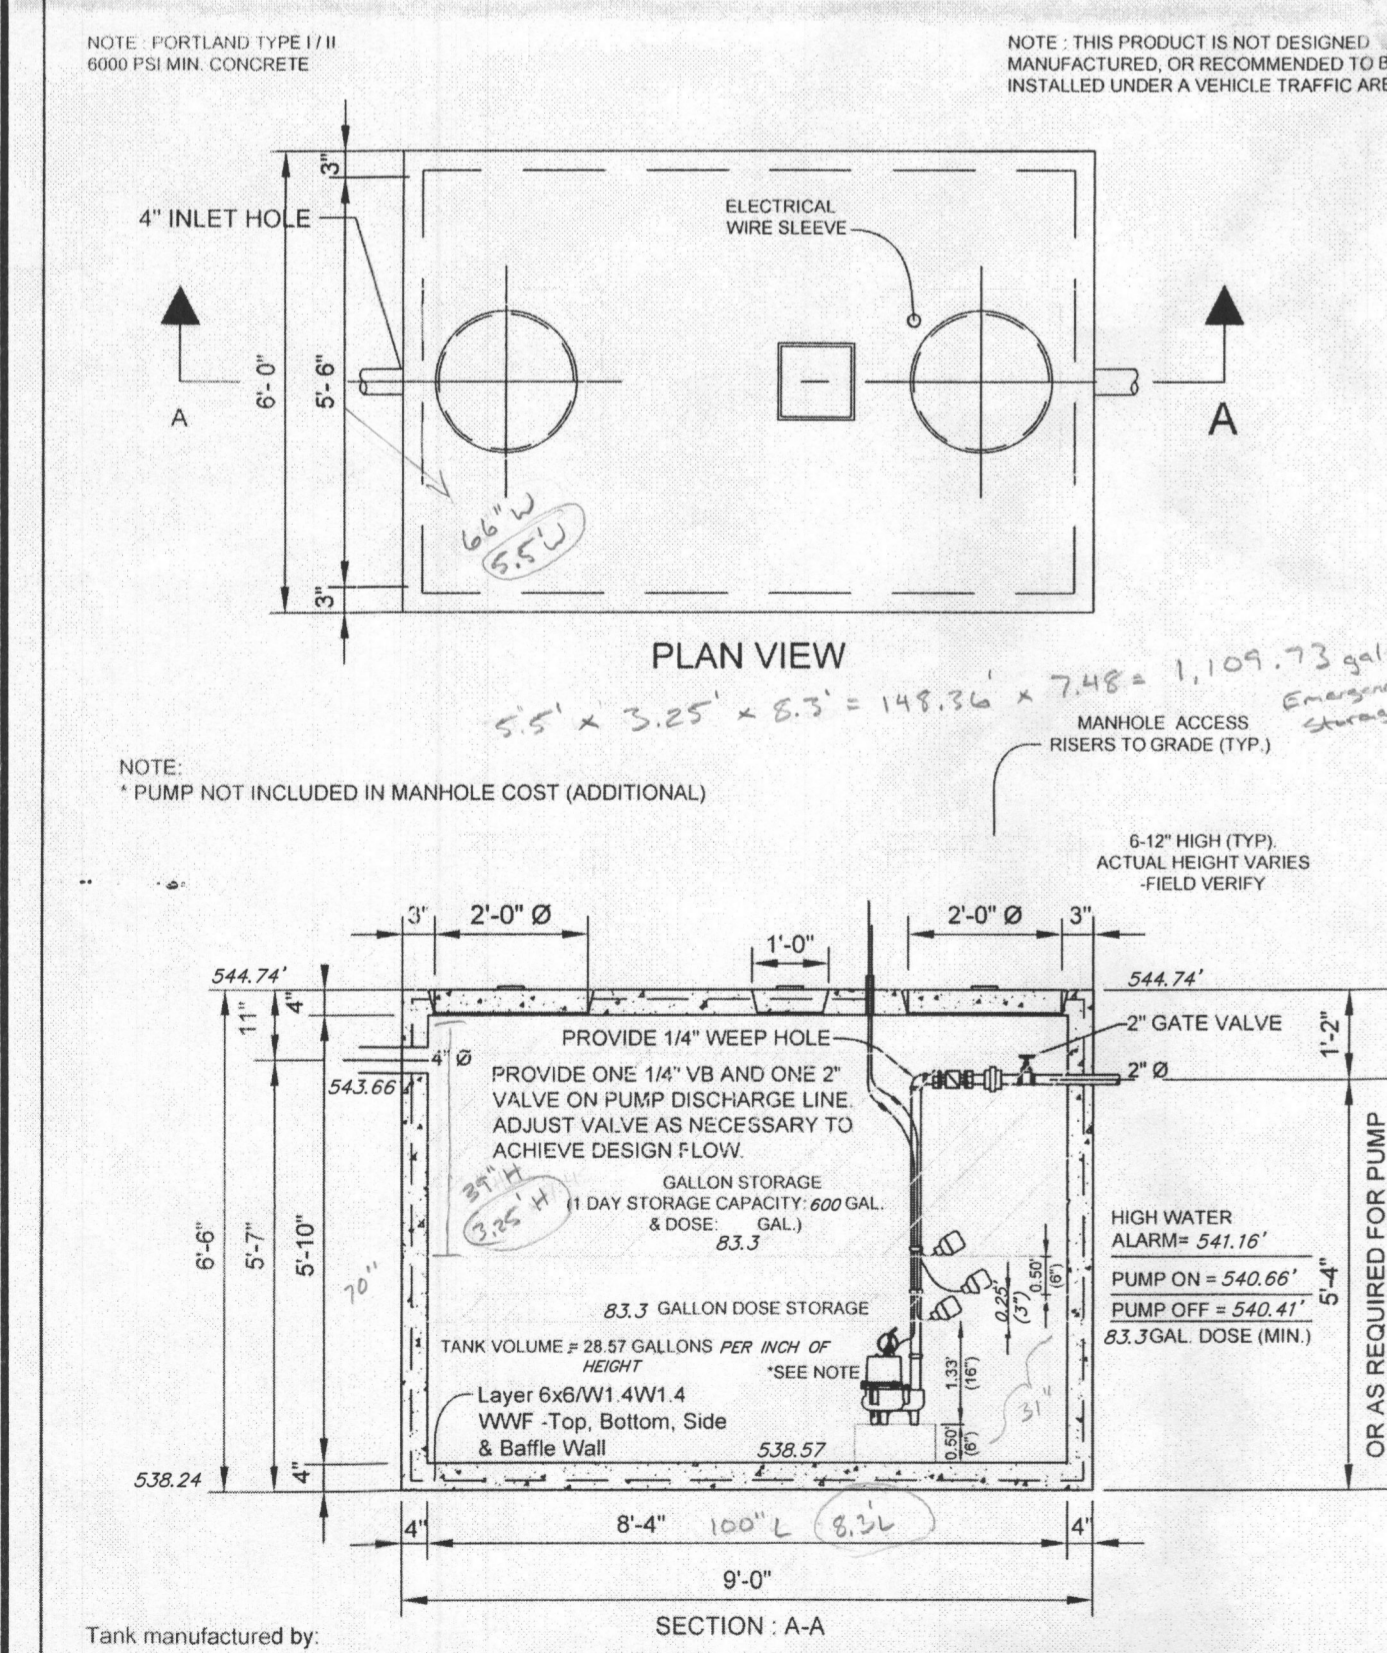 NOTE : PORTLAND TYPE I / II
6000 PSI MIN. CONCRETE
NOTE : THIS PRODUCT IS NOT DESIGNED
MANUFACTURED, OR RECOMMENDED TO B
INSTALLED UNDER A VEHICLE TRAFFIC ARE
3"
4" INLET HOLE
ELECTRICAL
WIRE SLEEVE
6'- 0"
5'- 6"
A
A
66" W
5.5' W
3"
PLAN VIEW
5.5' x 3.25' x 8.3' = 148.36' x 7.48 = 1,109.73 gal
Emergenc
Storag
MANHOLE ACCESS
RISERS TO GRADE (TYP.)
NOTE:
* PUMP NOT INCLUDED IN MANHOLE COST (ADDITIONAL)
6-12" HIGH (TYP).
ACTUAL HEIGHT VARIES
-FIELD VERIFY
3"
2'-0" Ø
1'-0"
2'-0" Ø
3"
544.74'
544.74'
11"
4"
PROVIDE 1/4" WEEP HOLE
2" GATE VALVE
1'-2"
4" Ø
2" Ø
543.66
PROVIDE ONE 1/4" VB AND ONE 2"
VALVE ON PUMP DISCHARGE LINE.
ADJUST VALVE AS NECESSARY TO
ACHIEVE DESIGN FLOW.
39" H
3.25' H
GALLON STORAGE
(1 DAY STORAGE CAPACITY: 600 GAL.
& DOSE: GAL.)
83.3
6'-6"
5'-7"
5'-10"
70"
HIGH WATER
ALARM= 541.16'
PUMP ON = 540.66'
PUMP OFF = 540.41'
83.3GAL. DOSE (MIN.)
0.50'
(6")
0.25'
(3")
5'-4"
OR AS REQUIRED FOR PUMP
83.3 GALLON DOSE STORAGE
TANK VOLUME = 28.57 GALLONS PER INCH OF
HEIGHT
*SEE NOTE
1.33'
(16")
31"
Layer 6x6/W1.4W1.4
WWF -Top, Bottom, Side
& Baffle Wall
538.57
0.50'
(6")
538.24
4"
4"
8'-4"
100" L
8.3'L
4"
9'-0"
SECTION : A-A
Tank manufactured by: